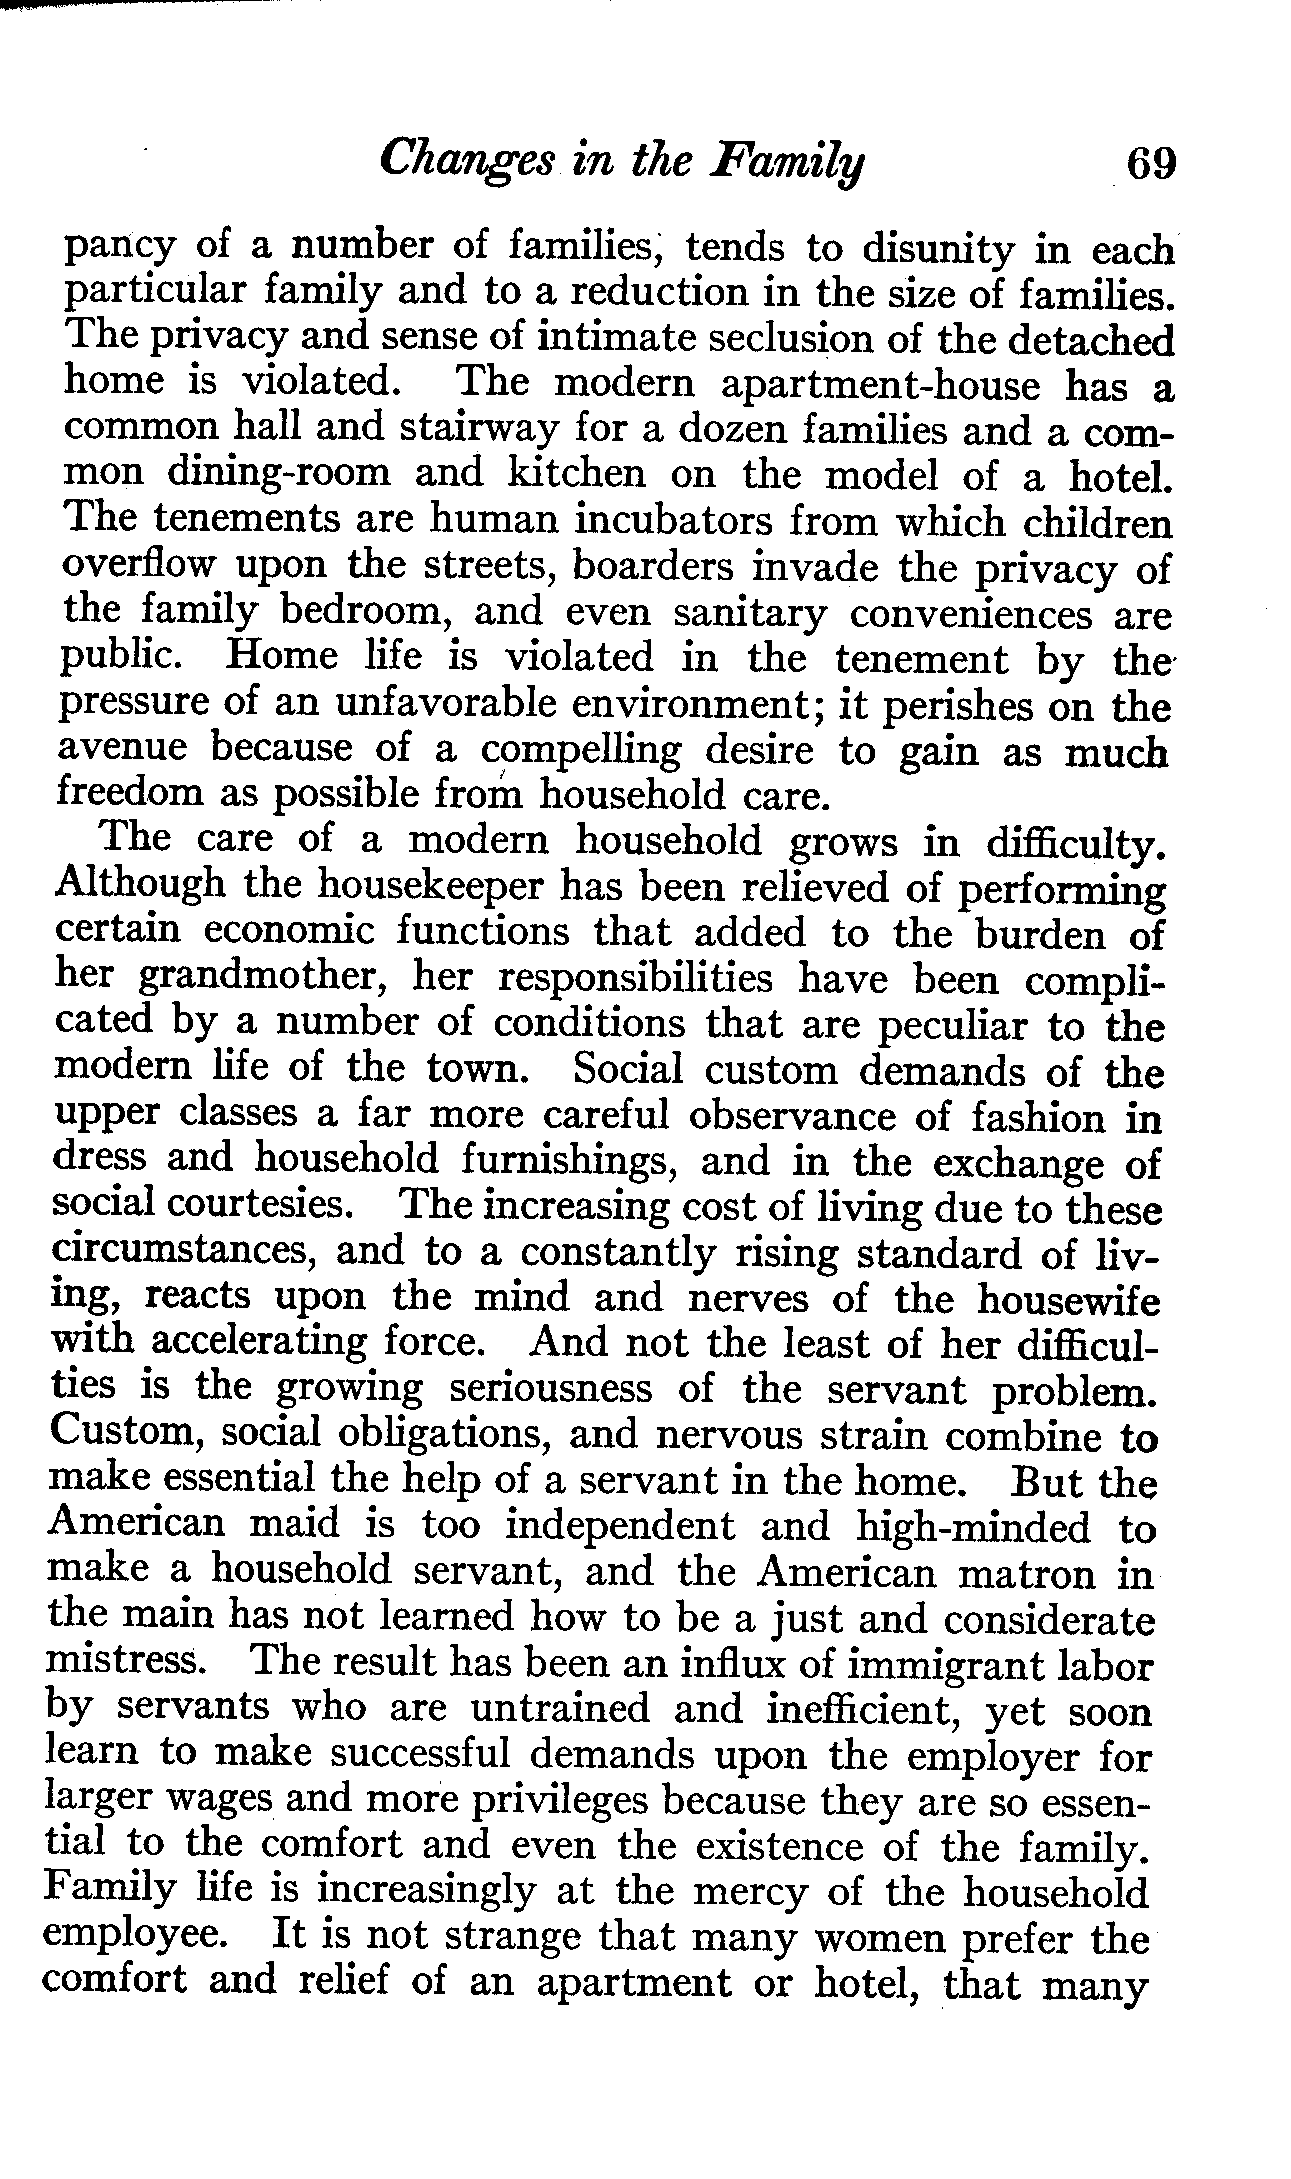 Changes in the Family 69
pancy of a number of families, tends to disunity in each
particular family and to a reduction in the size of families.
The privacy and sense of intimate seclusion of the detached
home is violated. The modern apartment-house has a
common hall and stairway for a dozen families and a com-
mon dining-room and kitchen on the model of a hotel.
The tenements are human incubators from which children
overflow upon the streets, boarders invade the privacy of
the family bedroom, and even sanitary conveniences are
public. Home life is violated in the tenement by the
pressure of an unfavorable environment; it perishes on the
avenue because of a compelling desire to gain as much
freedom as possible from household care.
The care of a modern household grows in difficulty.
Although the housekeeper has been relieved of performing
certain economic functions that added to the burden of
her grandmother, her responsibilities have been compli-
cated by a number of conditions that are peculiar to the
modern life of the town. Social custom demands of the
upper classes a far more careful observance of fashion in
dress and household furnishings, and in the exchange of
social courtesies. The increasing cost of living due to these
circumstances, and to a constantly rising standard of liv-
ing, reacts upon the mind and nerves of the housewife
with accelerating force. And not the least of her difficul-
ties is the growing seriousness of the servant problem.
Custom, social obligations, and nervous strain combine to
make essential the help of a servant in the home. But the
American maid is too independent and high-minded to
make a household servant, and the American matron in
the main has not learned how to be a just and considerate
mistress. The result has been an influx of immigrant labor
by servants who are untrained and inefficient, yet soon
learn to make successful demands upon the employer for
larger wages and more privileges because they are so essen-
tial to the comfort and even the existence of the family.
Family life is increasingly at the mercy of the household
employee. It is not strange that many women prefer the
comfort and relief of an apartment or hotel, that many